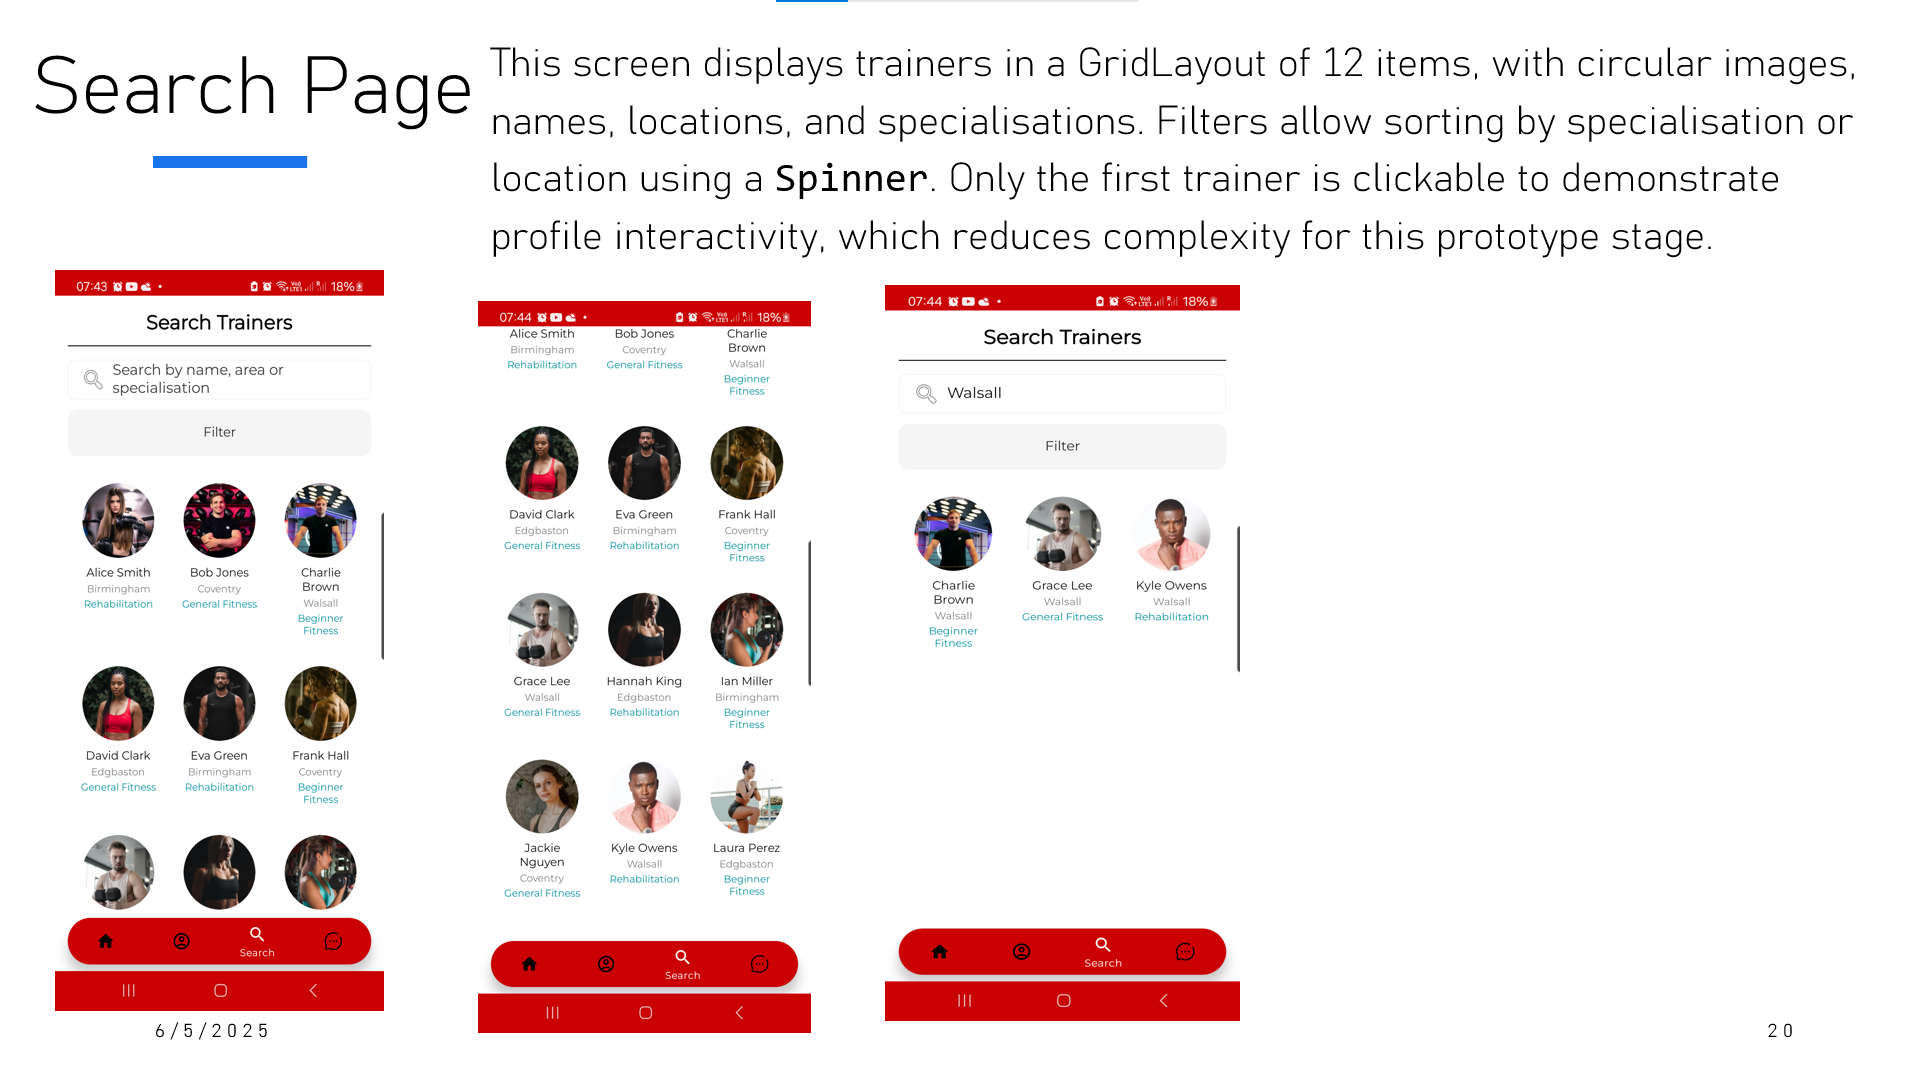 Search Page
This screen displays trainers in a GridLayout of 12 items, with circular images,
names, locations, and specialisations. Filters allow sorting by specialisation or
location using a Spinner. Only the first trainer is clickable to demonstrate
profile interactivity, which reduces complexity for this prototype stage.
07:43 18%
Search Trainers
Search by name, area or
specialisation
Filter
Alice Smith
Birmingham
Rehabilitation
Bob Jones
Coventry
General Fitness
Charlie
Brown
Walsall
Beginner
Fitness
David Clark
Edgbaston
General Fitness
Eva Green
Birmingham
Rehabilitation
Frank Hall
Coventry
Beginner
Fitness
Search
07:44 18%
Alice Smith
Birmingham
Rehabilitation
Bob Jones
Coventry
General Fitness
Charlie
Brown
Walsall
Beginner
Fitness
David Clark
Edgbaston
General Fitness
Eva Green
Birmingham
Rehabilitation
Frank Hall
Coventry
Beginner
Fitness
Grace Lee
Walsall
General Fitness
Hannah King
Edgbaston
Rehabilitation
Ian Miller
Birmingham
Beginner
Fitness
Jackie
Nguyen
Coventry
General Fitness
Kyle Owens
Walsall
Rehabilitation
Laura Perez
Edgbaston
Beginner
Fitness
Search
07:44 18%
Search Trainers
Walsall
Filter
Charlie
Brown
Walsall
Beginner
Fitness
Grace Lee
Walsall
General Fitness
Kyle Owens
Walsall
Rehabilitation
Search
6/5/2025
20